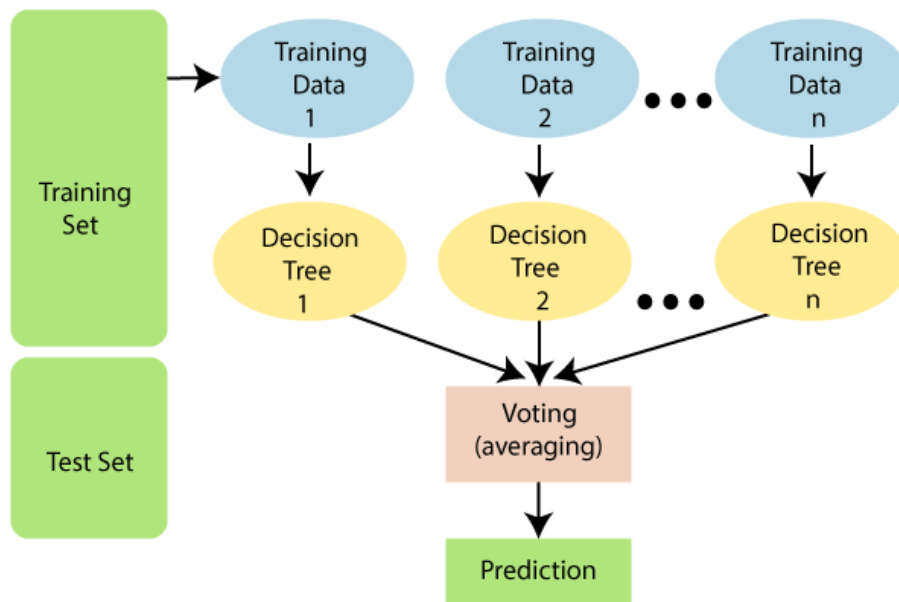 Training
Set
Test Set
Training
Data
1
Training
Data
2
Training
Data
n
Decision
Tree
1
Decision
Tree
2
Decision
Tree
n
Voting
(averaging)
Prediction